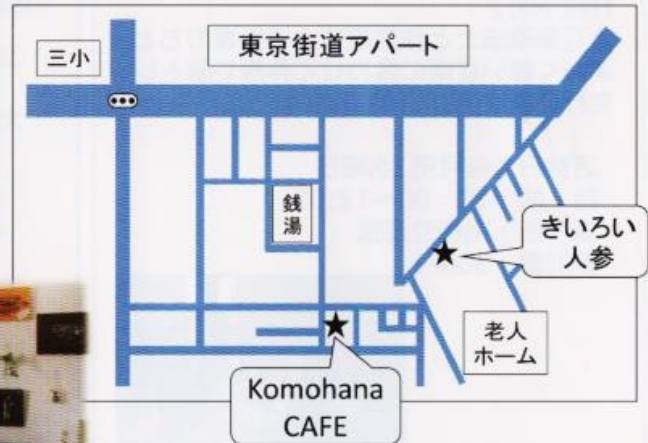 三小
東京街道アパート
銭湯
きいろい
人参
老人
ホーム
Komohana
CAFE